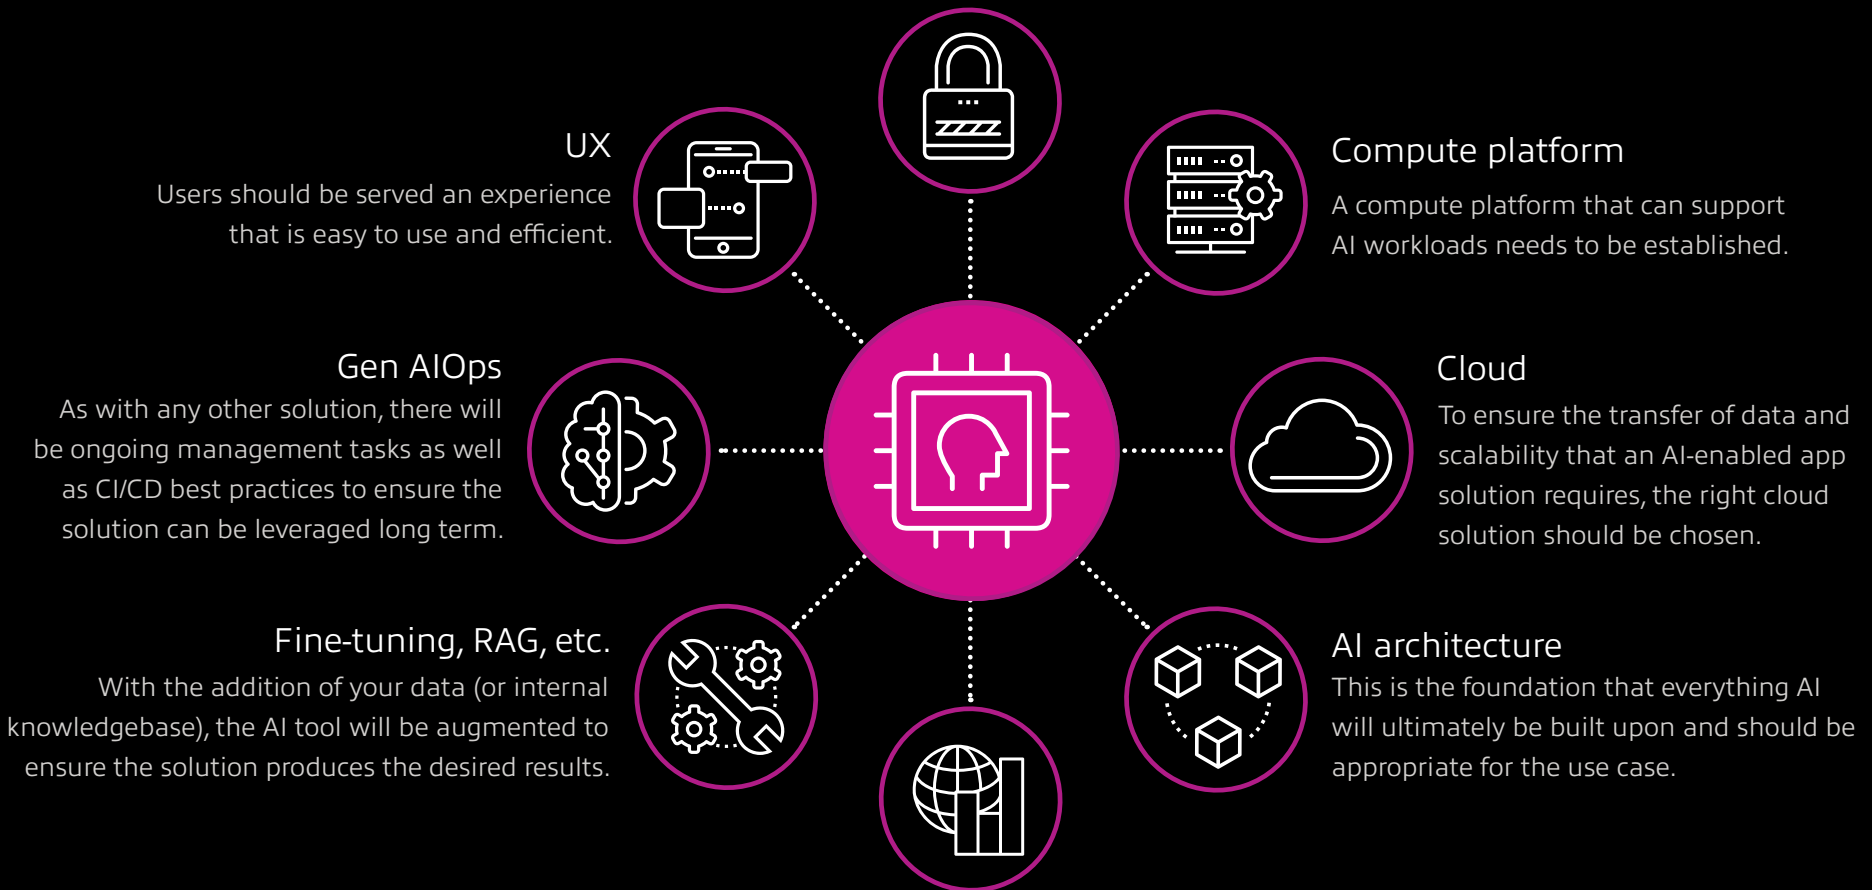 UX
Users should be served an experience
that is easy to use and efficient.
Compute platform
A compute platform that can support
AI workloads needs to be established.
Gen AIOps
As with any other solution, there will
be ongoing management tasks as well
as CI/CD best practices to ensure the
solution can be leveraged long term.
Cloud
To ensure the transfer of data and
scalability that an AI-enabled app
solution requires, the right cloud
solution should be chosen.
Fine-tuning, RAG, etc.
With the addition of your data (or internal
knowledgebase), the AI tool will be augmented to
ensure the solution produces the desired results.
AI architecture
This is the foundation that everything AI
will ultimately be built upon and should be
appropriate for the use case.